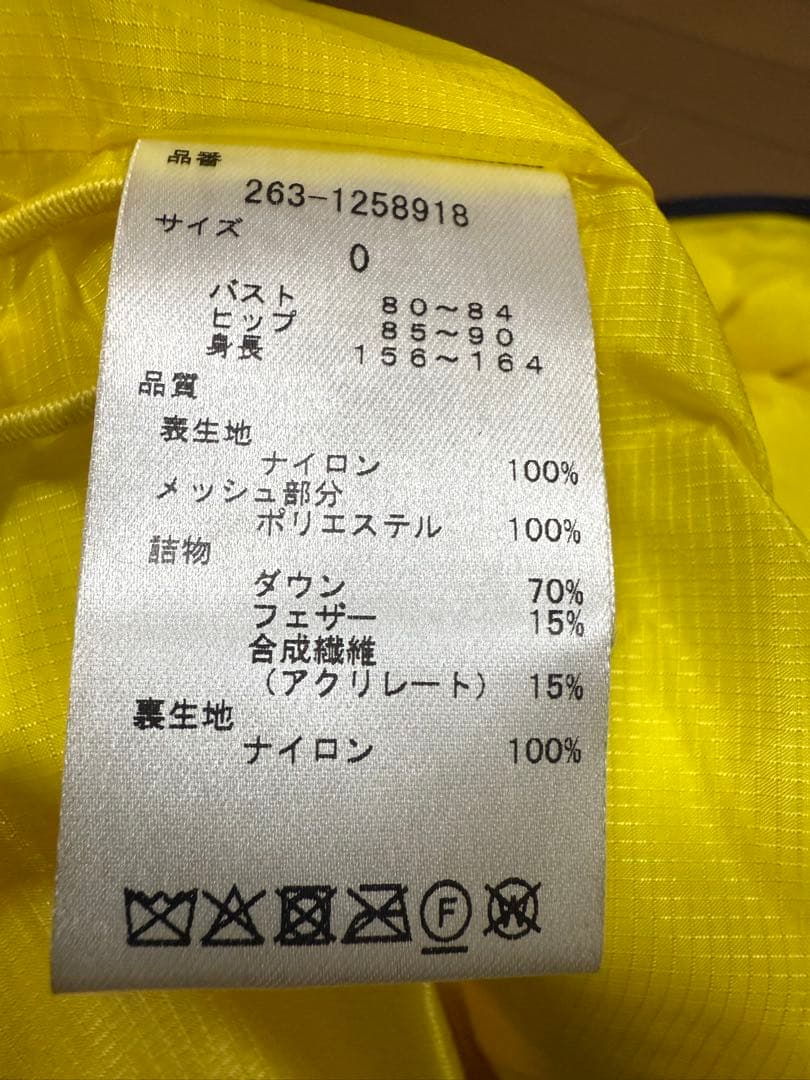 品番
263-1258918
サイズ
0
バスト 80～84
ヒップ 85～90
身長 156～164
品質
表生地
ナイロン 100%
メッシュ部分
ポリエステル 100%
詰物
ダウン 70%
フェザー 15%
合成繊維
（アクリレート） 15%
裏生地
ナイロン 100%
F W